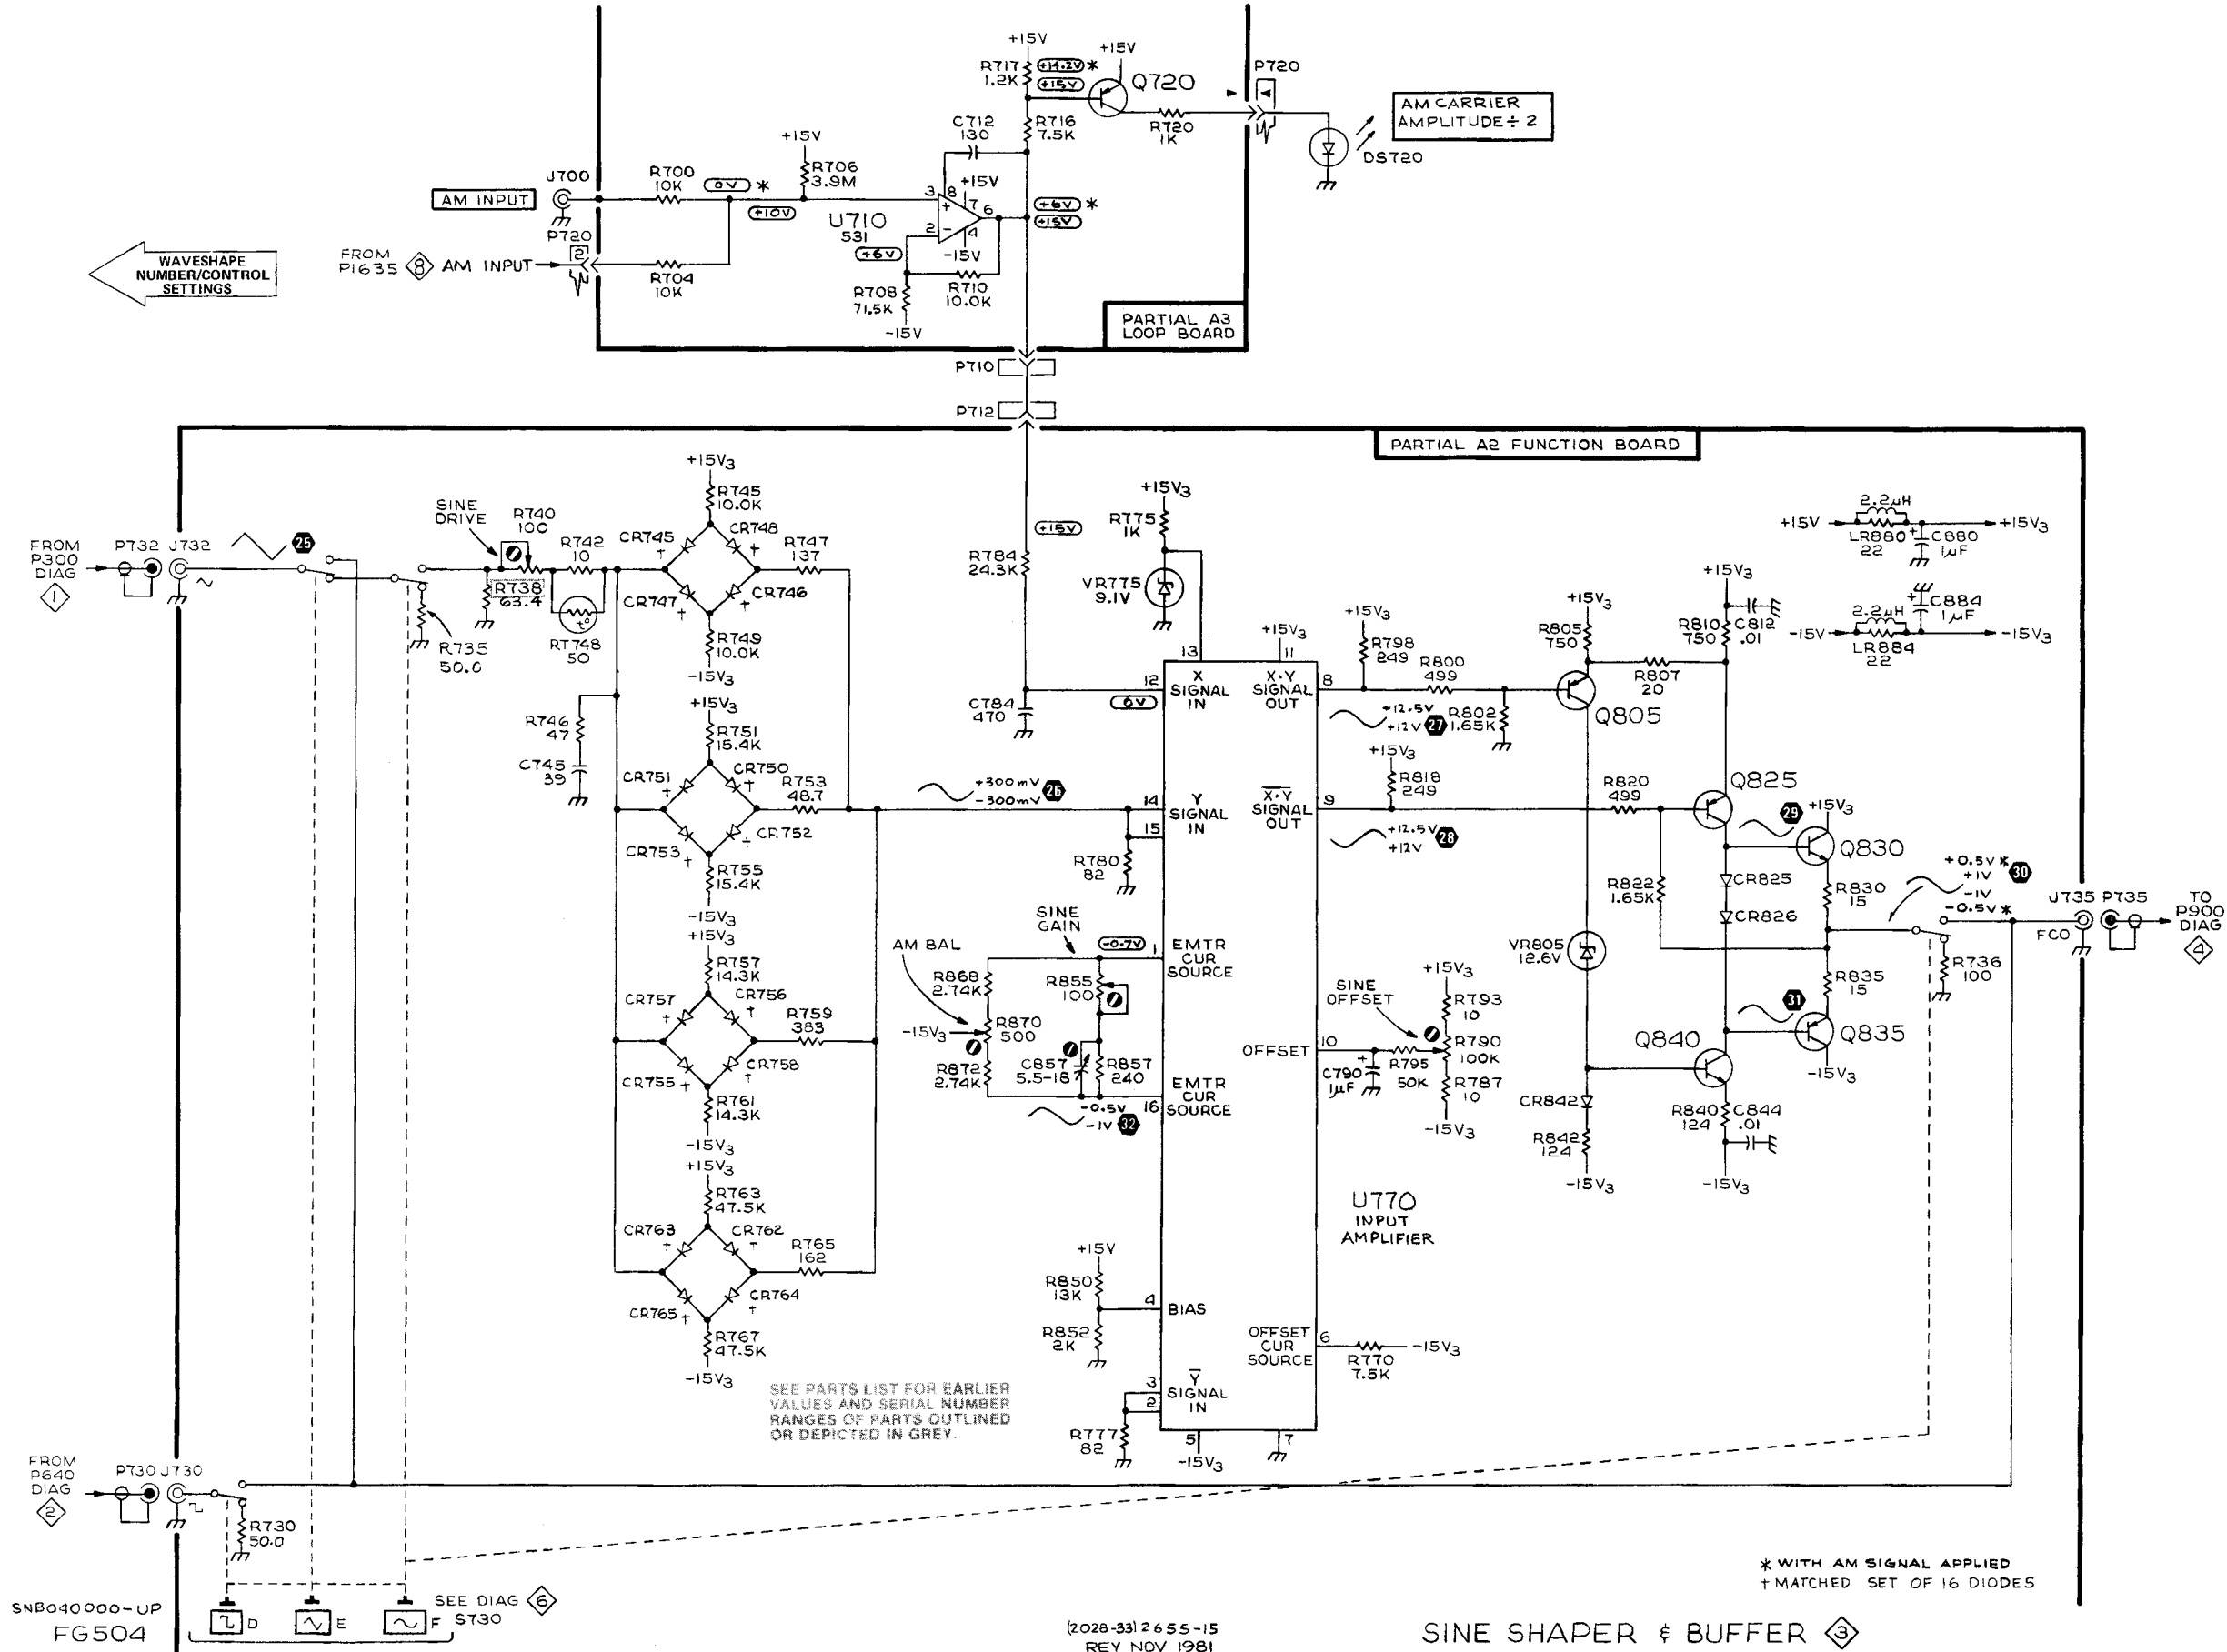 +15V
+15V
P720
R717
1.2K
+14.2V *
+15V
Q720
AM CARRIER
AMPLITUDE ÷ 2
C712
130
R716
7.5K
R720
1K
DS720
+15V
R706
3.9M
J700
R700
10K
0V *
+10V
AM INPUT
3
8
+15V
7
6
+
U710
531
2
-
4
-15V
+6V *
+15V
P720
2
+6V
FROM
P1635
8
AM INPUT
R704
10K
R708
71.5K
-15V
R710
10.0K
WAVESHAPE
NUMBER/CONTROL
SETTINGS
PARTIAL A3
LOOP BOARD
P710
P712
PARTIAL A2 FUNCTION BOARD
+15V3
R745
10.0K
SINE
DRIVE
R740
100
R742
10
CR745
†
CR748
†
R747
137
FROM
P300
DIAG
1
P732
J732
25
R738
63.4
RT748
50
t°
CR747
†
CR746
†
R735
50.0
R749
10.0K
-15V3
+15V
R784
24.3K
+15V3
R775
1K
VR775
9.1V
2.2µH
+15V
LR880
22
+
C880
1µF
+15V3
2.2µH
-15V
LR884
22
+
C884
1µF
-15V3
+15V3
R805
750
+15V3
R810
750
C812
.01
+15V3
R798
249
R800
499
R807
20
Q805
13
+15V3
11
12
X
SIGNAL
IN
X·Y
SIGNAL
OUT
8
0V
C784
470
+12.5V
+12V
27
R802
1.65K
+15V3
R751
15.4K
R746
47
C745
39
CR751
†
CR750
†
R753
48.7
CR753
†
CR752
†
R755
15.4K
-15V3
+300mV
-300mV
26
14
Y
SIGNAL
IN
15
R780
82
X·Y
SIGNAL
OUT
9
+15V3
R818
249
+12.5V
+12V
28
R820
499
Q825
29
+15V3
Q830
R822
1.65K
CR825
CR826
R830
15
+0.5V *
+1V
-1V
-0.5V *
30
J735
P735
FCO
TO
P900
DIAG
4
R736
100
VR805
12.6V
R835
15
31
Q835
-15V3
Q840
+15V3
R757
14.3K
CR757
†
CR756
†
R759
383
CR755
†
CR758
†
R761
14.3K
-15V3
AM BAL
SINE
GAIN
-0.7V
1
EMTR
CUR
SOURCE
R868
2.74K
R855
100
-15V3
R870
500
R872
2.74K
C857
5.5-18
R857
240
EMTR
CUR
SOURCE
16
-0.5V
-1V
32
SINE
OFFSET
+15V3
R793
10
OFFSET
10
+
C790
1µF
R795
50K
R790
100K
R787
10
-15V3
CR842
R842
124
-15V3
R840
124
C844
.01
-15V3
+15V3
R763
47.5K
CR763
†
CR762
†
R765
162
CR765
†
CR764
†
R767
47.5K
-15V3
U770
INPUT
AMPLIFIER
+15V
R850
13K
4
BIAS
R852
2K
OFFSET
CUR
SOURCE
6
R770
7.5K
-15V3
3
2
Y
SIGNAL
IN
R777
82
5
-15V3
7
SEE PARTS LIST FOR EARLIER
VALUES AND SERIAL NUMBER
RANGES OF PARTS OUTLINED
OR DEPICTED IN GREY.
FROM
P640
DIAG
2
P730
J730
R730
50.0
* WITH AM SIGNAL APPLIED
† MATCHED SET OF 16 DIODES
SNB040000-UP
FG504
D
E
F
SEE DIAG 6
S730
(2028-33)2655-15
REV NOV 1981
SINE SHAPER & BUFFER 3